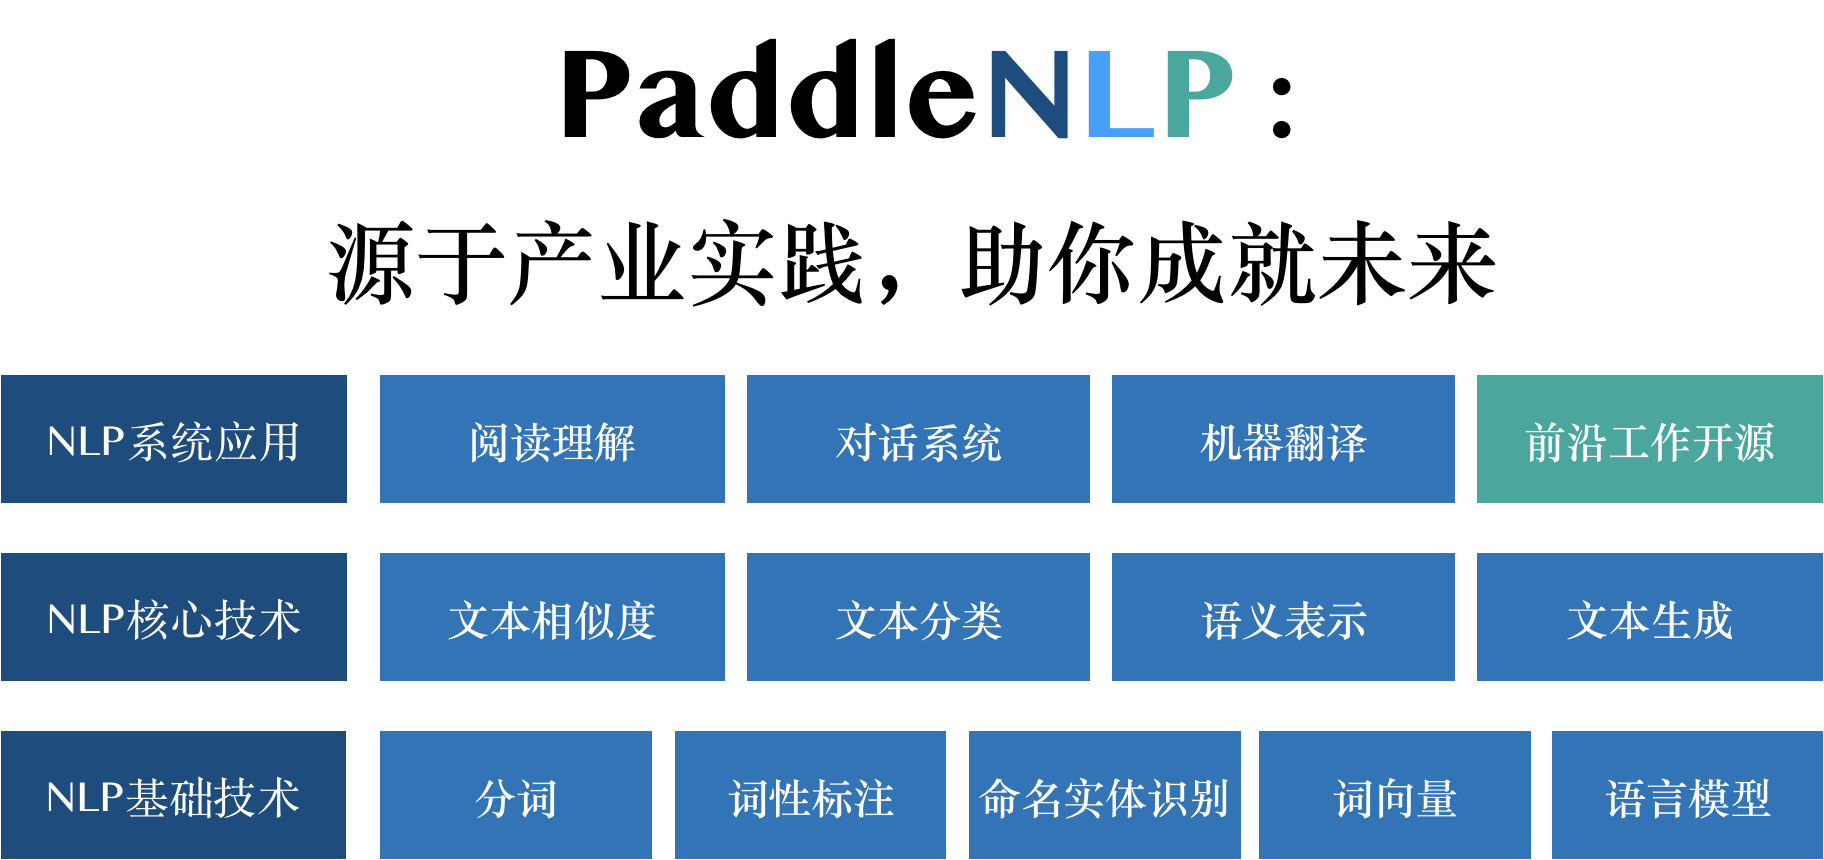 PaddleNLP：
源于产业实践，助你成就未来
NLP系统应用 阅读理解 对话系统 机器翻译 前沿工作开源
NLP核心技术 文本相似度 文本分类 语义表示 文本生成
NLP基础技术 分词 词性标注 命名实体识别 词向量 语言模型